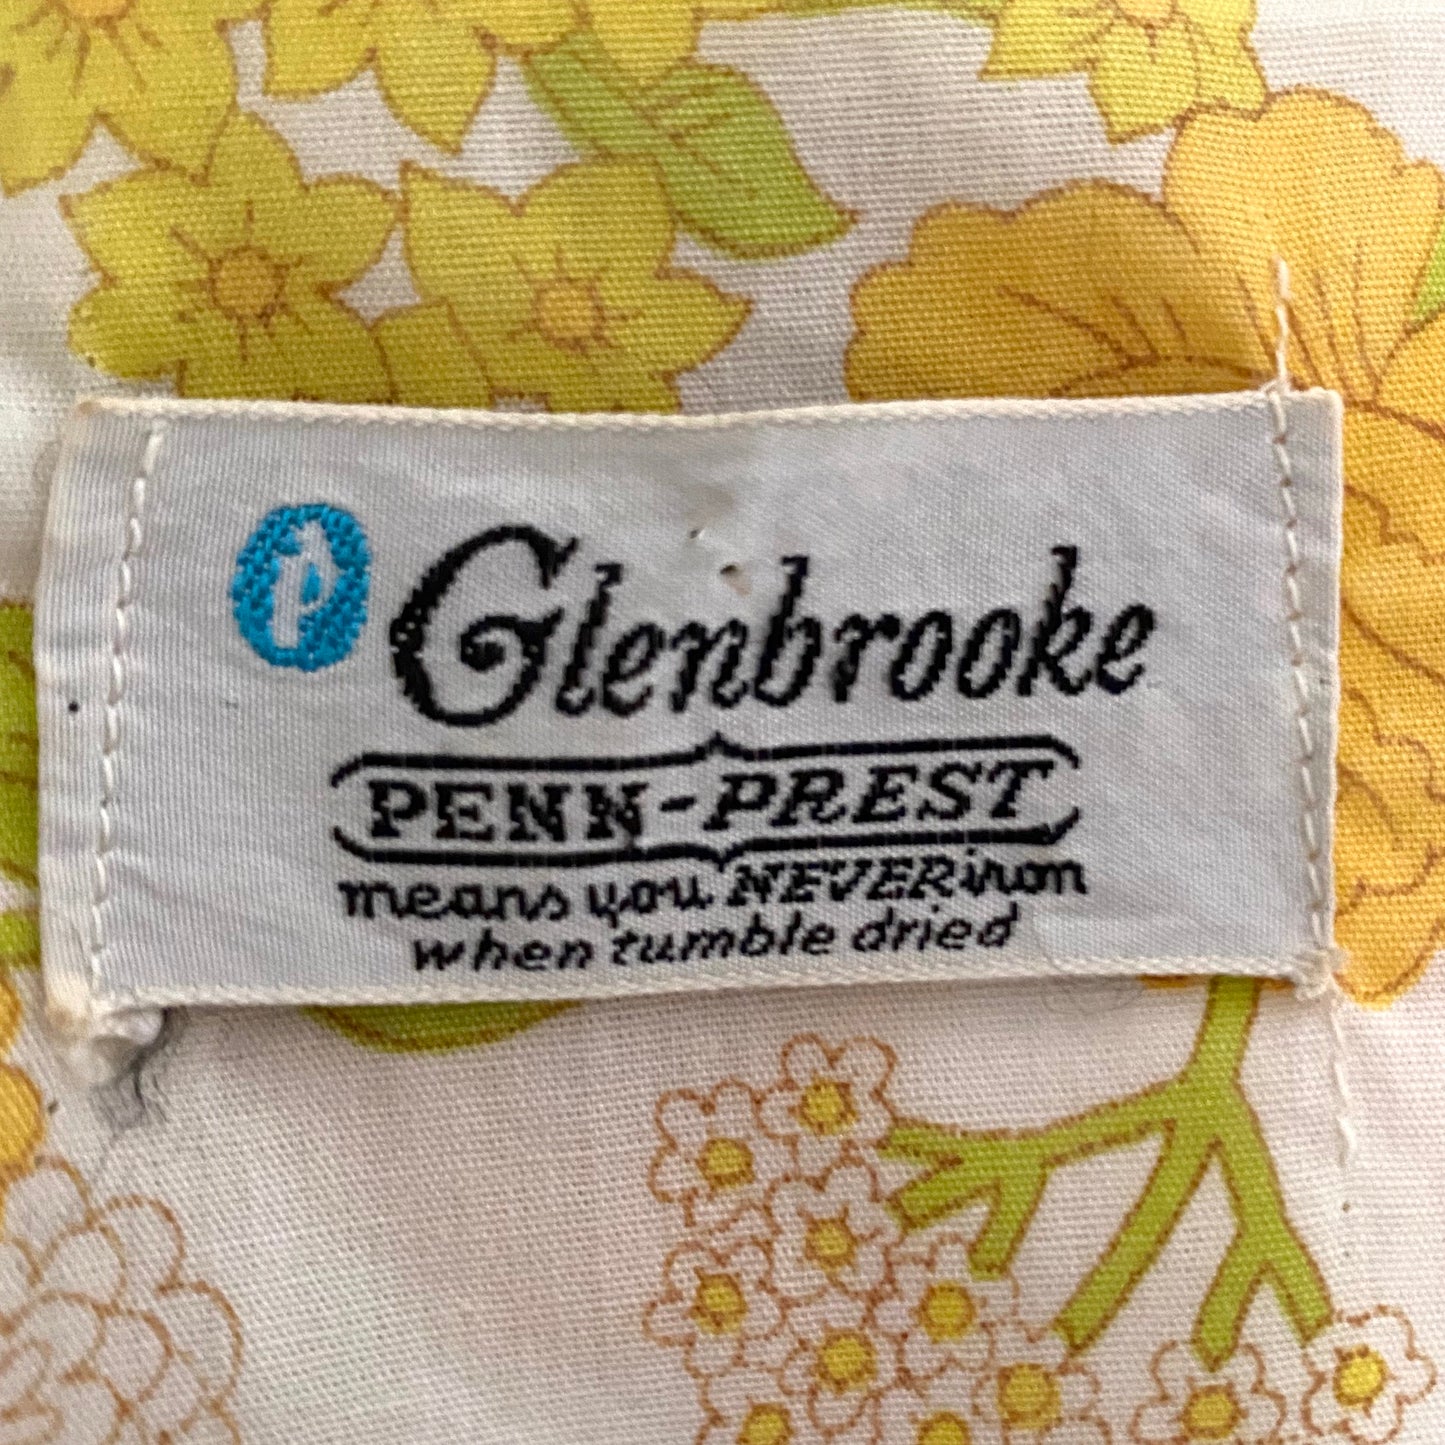 P Glenbrooke
PENN-PREST
means you NEVER iron
when tumble dried